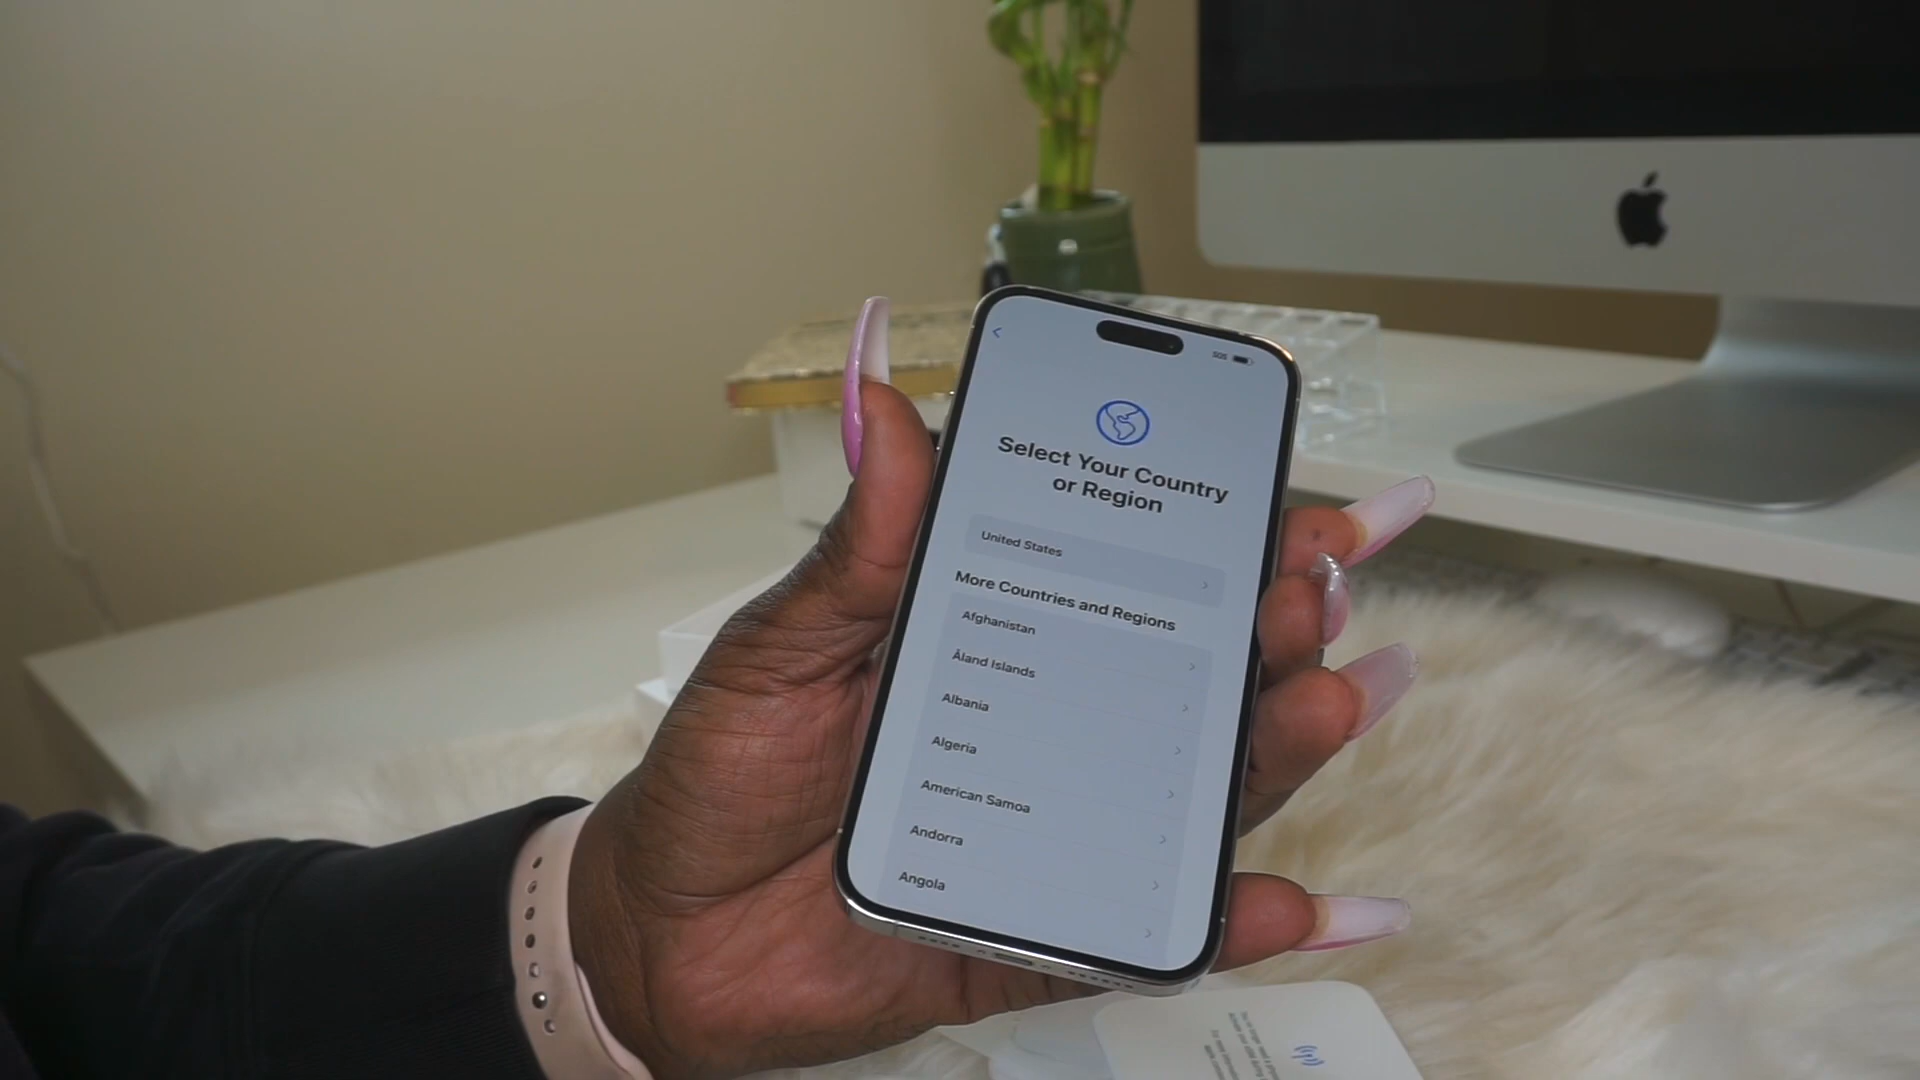 SOS
Select Your Country
or Region
United States
More Countries and Regions
Afghanistan
Åland Islands
Albania
Algeria
American Samoa
Andorra
Angola